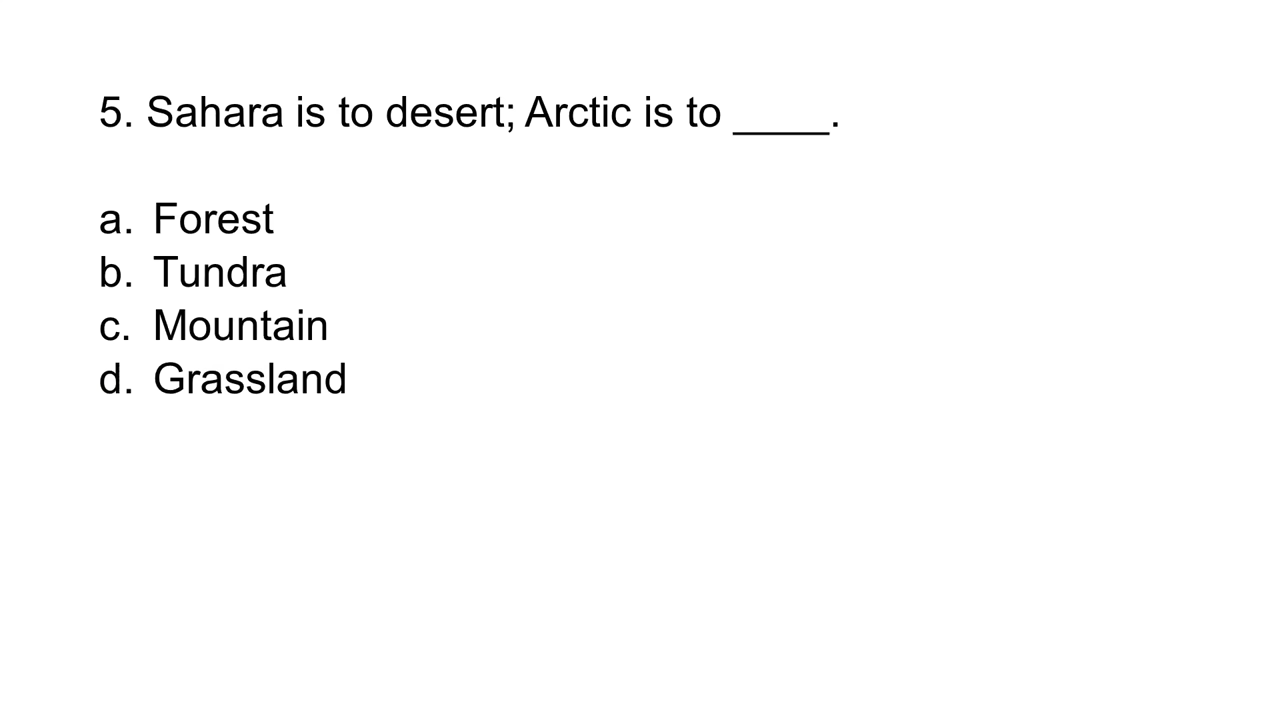 5. Sahara is to desert; Arctic is to ____.
a. Forest
b. Tundra
c. Mountain
d. Grassland